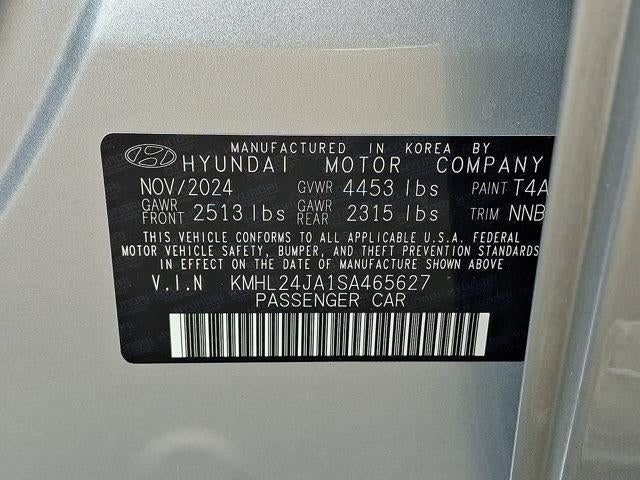 MANUFACTURED IN KOREA BY
HYUNDAI MOTOR COMPANY
NOV/2024 GVWR 4453 lbs PAINT T4A
GAWR FRONT 2513 lbs GAWR REAR 2315 lbs TRIM NNB
THIS VEHICLE CONFORMS TO ALL APPLICABLE U.S.A. FEDERAL
MOTOR VEHICLE SAFETY, BUMPER, AND THEFT PREVENTION STANDARDS
IN EFFECT ON THE DATE OF MANUFACTURE SHOWN ABOVE
V.I.N KMHL24JA1SA465627
PASSENGER CAR